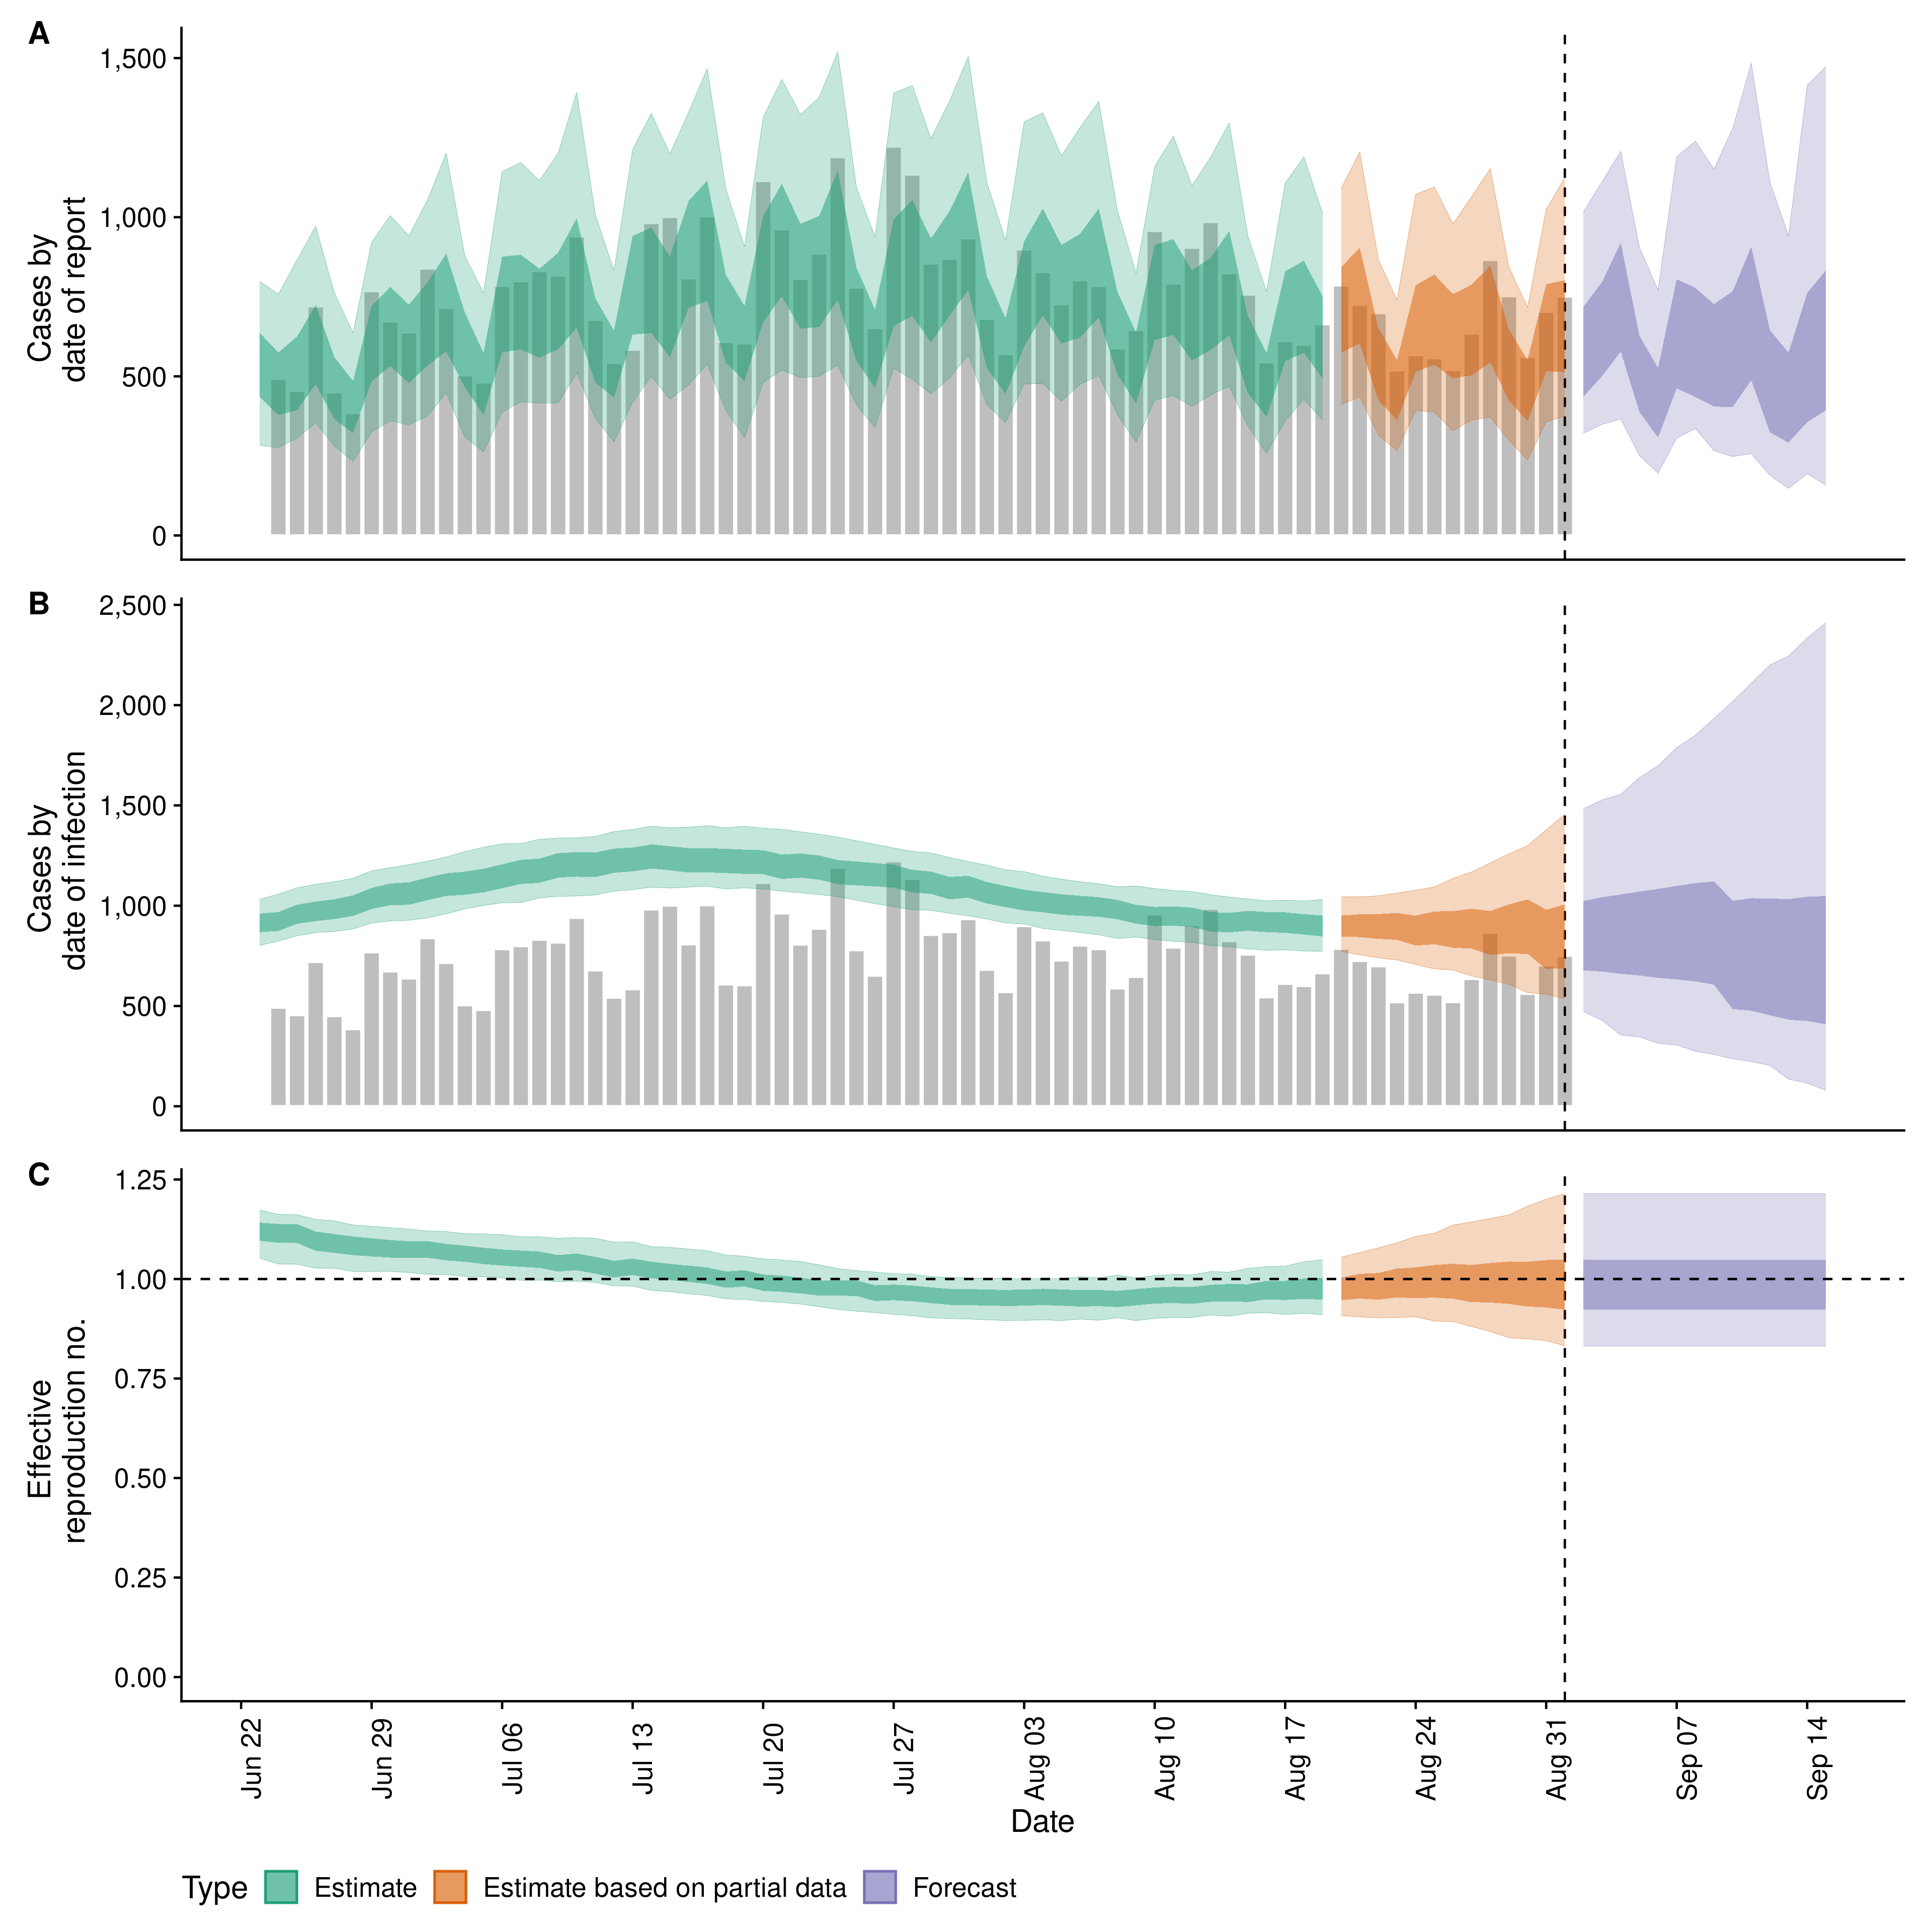 A
Cases by
date of report
1,500
1,000
500
0
B
Cases by
date of infection
2,500
2,000
1,500
1,000
500
0
C
Effective
reproduction no.
1.25
1.00
0.75
0.50
0.25
0.00
Jun 22 Jun 29 Jul 06 Jul 13 Jul 20 Jul 27 Aug 03 Aug 10 Aug 17 Aug 24 Aug 31 Sep 07 Sep 14
Date
Type Estimate Estimate based on partial data Forecast